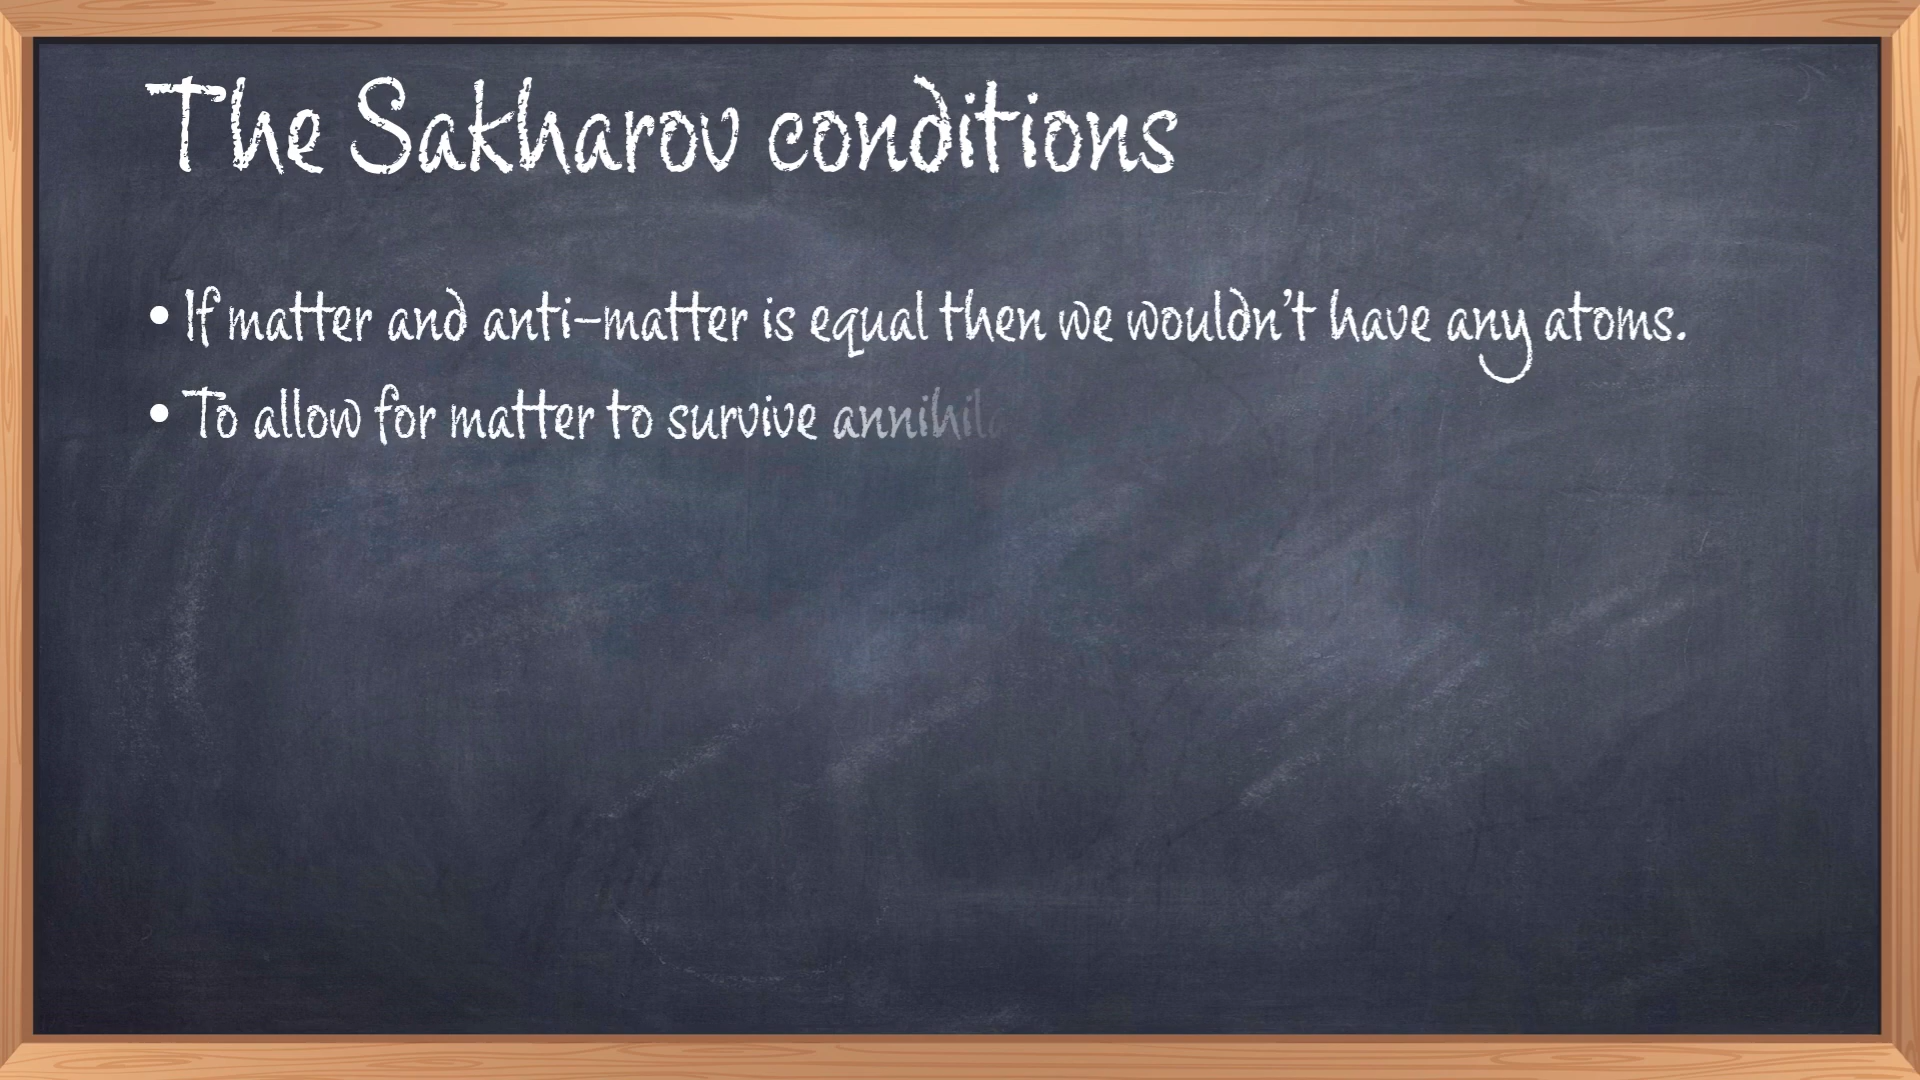 The Sakharov conditions
• If matter and anti-matter is equal then we wouldn't have any atoms.
• To allow for matter to survive annihila